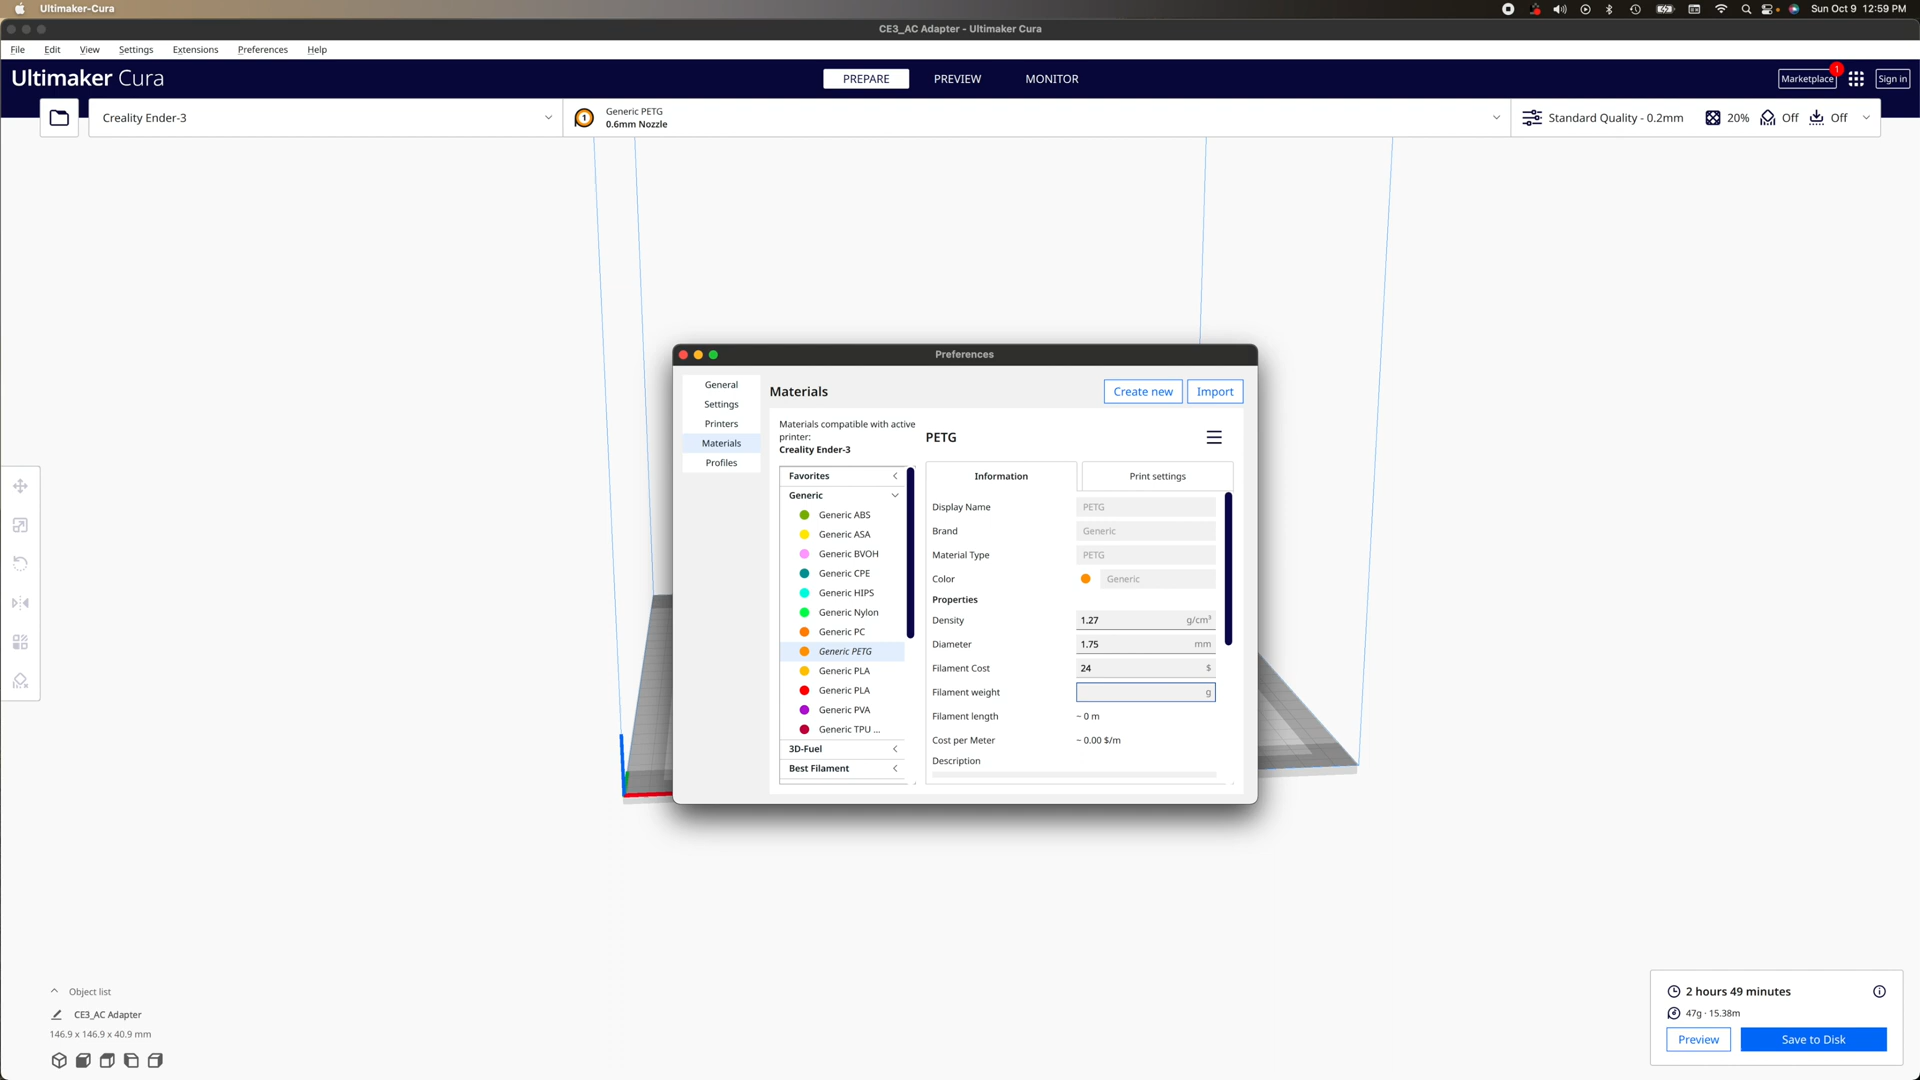 Ultimaker-Cura
Sun Oct 9 12:59 PM
CE3_AC Adapter - Ultimaker Cura
File Edit View Settings Extensions Preferences Help
Ultimaker Cura
PREPARE PREVIEW MONITOR
Marketplace 1 Sign in
Creality Ender-3
1
Generic PETG
0.6mm Nozzle
Standard Quality - 0.2mm 20% Off Off
Preferences
General
Settings
Printers
Materials
Profiles
Materials
Create new
Import
Materials compatible with active
printer:
Creality Ender-3
Favorites
Generic
Generic ABS
Generic ASA
Generic BVOH
Generic CPE
Generic HIPS
Generic Nylon
Generic PC
Generic PETG
Generic PLA
Generic PLA
Generic PVA
Generic TPU ...
3D-Fuel
Best Filament
PETG
Information Print settings
Display Name PETG
Brand Generic
Material Type PETG
Color Generic
Properties
Density 1.27 g/cm³
Diameter 1.75 mm
Filament Cost 24 $
Filament weight g
Filament length ~ 0 m
Cost per Meter ~ 0.00 $/m
Description
Object list
CE3_AC Adapter
146.9 x 146.9 x 40.9 mm
2 hours 49 minutes
47g · 15.38m
Preview Save to Disk